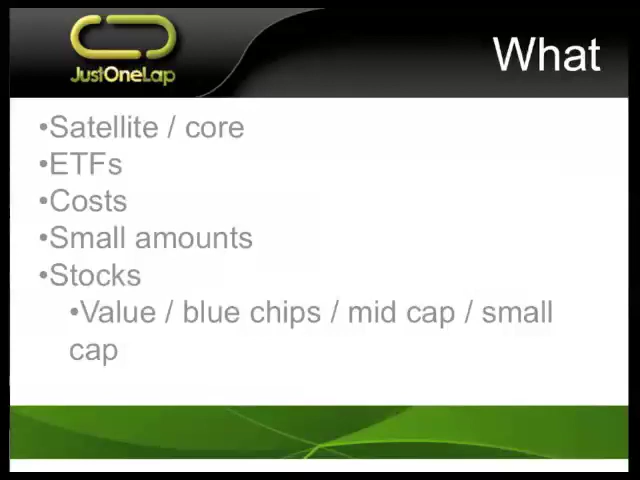 JustOneLap
What
•Satellite / core
•ETFs
•Costs
•Small amounts
•Stocks
•Value / blue chips / mid cap / small
cap